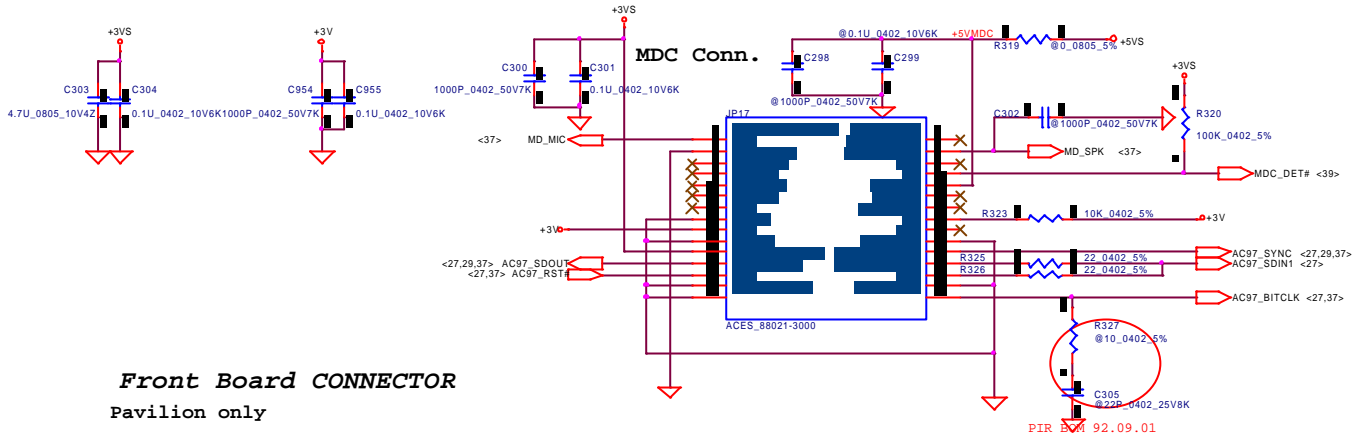 +3VS
C303
C304
4.7U_0805_10V4Z
0.1U_0402_10V6K
+3V
C954
C955
1000P_0402_50V7K
0.1U_0402_10V6K
+3VS
C300
C301
1000P_0402_50V7K
0.1U_0402_10V6K
MDC Conn.
@0.1U_0402_10V6K
+5VMDC
C298
C299
@1000P_0402_50V7K
R319
@0_0805_5%
+5VS
+3VS
C302
@1000P_0402_50V7K
R320
100K_0402_5%
JP17
<37> MD_MIC
MD_SPK <37>
MDC_DET# <39>
R323
10K_0402_5%
+3V
+3V
<27,29,37> AC97_SDOUT
<27,37> AC97_RST#
R325
22_0402_5%
R326
22_0402_5%
AC97_SYNC <27,29,37>
AC97_SDIN1 <27>
AC97_BITCLK <27,37>
ACES_88021-3000
R327
@10_0402_5%
C305
@22P_0402_25V8K
PIR BOM 92.09.01
Front Board CONNECTOR
Pavilion only